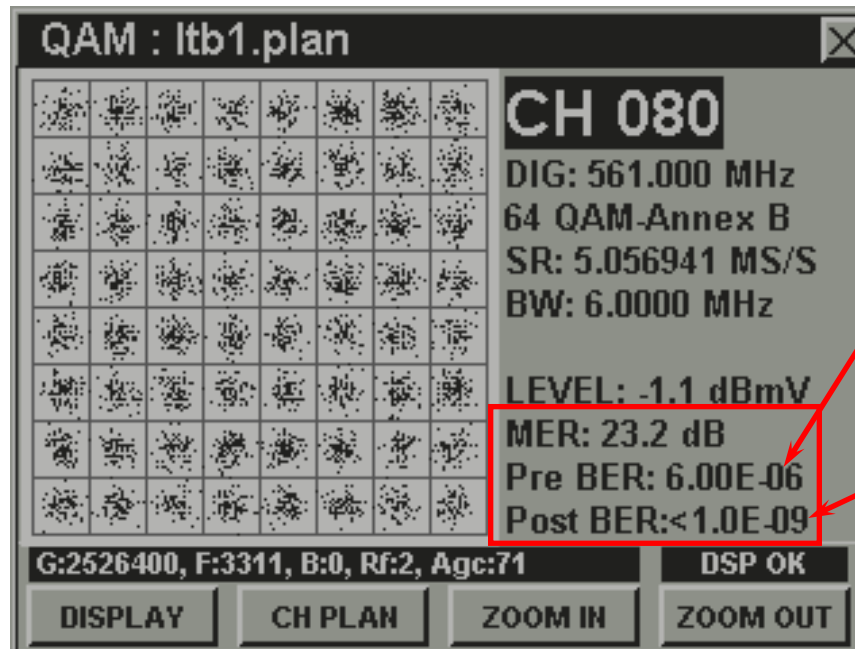 QAM : ltb1.plan
CH 080
DIG: 561.000 MHz
64 QAM-Annex B
SR: 5.056941 MS/S
BW: 6.0000 MHz
LEVEL: -1.1 dBmV
MER: 23.2 dB
Pre BER: 6.00E-06
Post BER:<1.0E-09
G:2526400, F:3311, B:0, Rf:2, Agc:71
DSP OK
DISPLAY
CH PLAN
ZOOM IN
ZOOM OUT